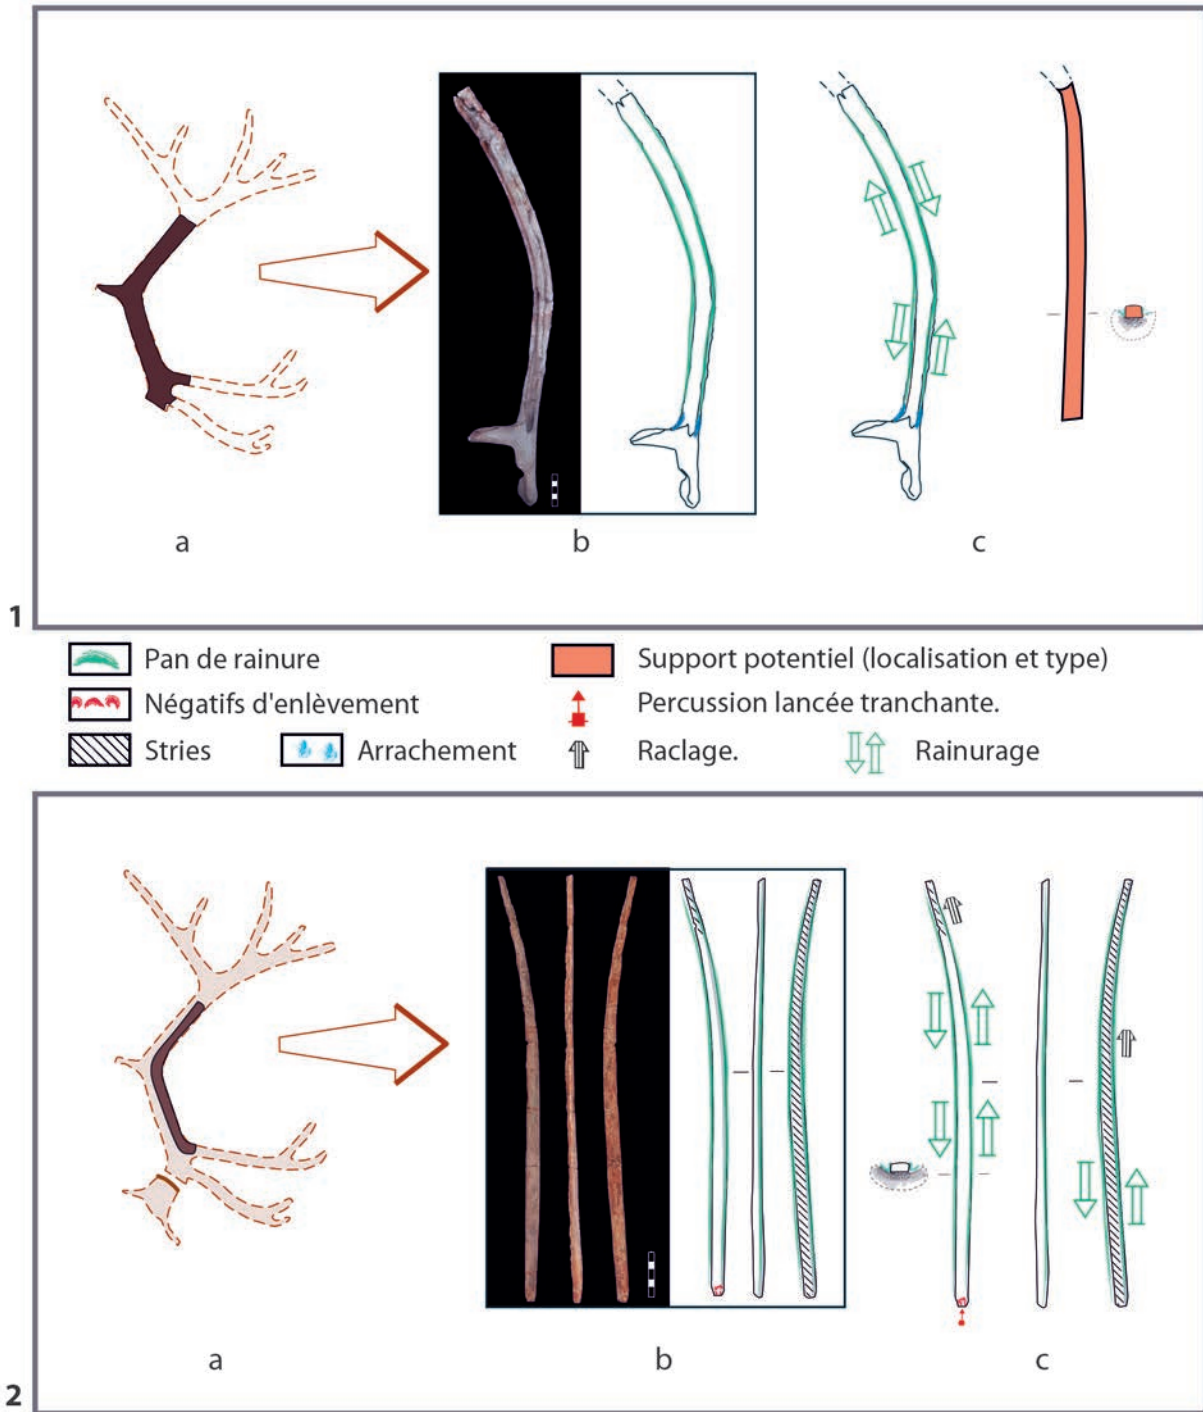 a
b
c
1
Pan de rainure
Support potentiel (localisation et type)
Négatifs d'enlèvement
Percussion lancée tranchante.
Stries
Arrachement
Raclage.
Rainurage
a
b
c
2